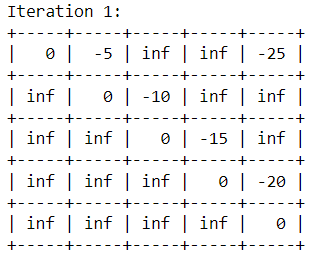 Iteration 1:
+-----+-----+-----+-----+-----+
|   0 |  -5 | inf | inf | -25 |
+-----+-----+-----+-----+-----+
| inf |   0 | -10 | inf | inf |
+-----+-----+-----+-----+-----+
| inf | inf |   0 | -15 | inf |
+-----+-----+-----+-----+-----+
| inf | inf | inf |   0 | -20 |
+-----+-----+-----+-----+-----+
| inf | inf | inf | inf |   0 |
+-----+-----+-----+-----+-----+